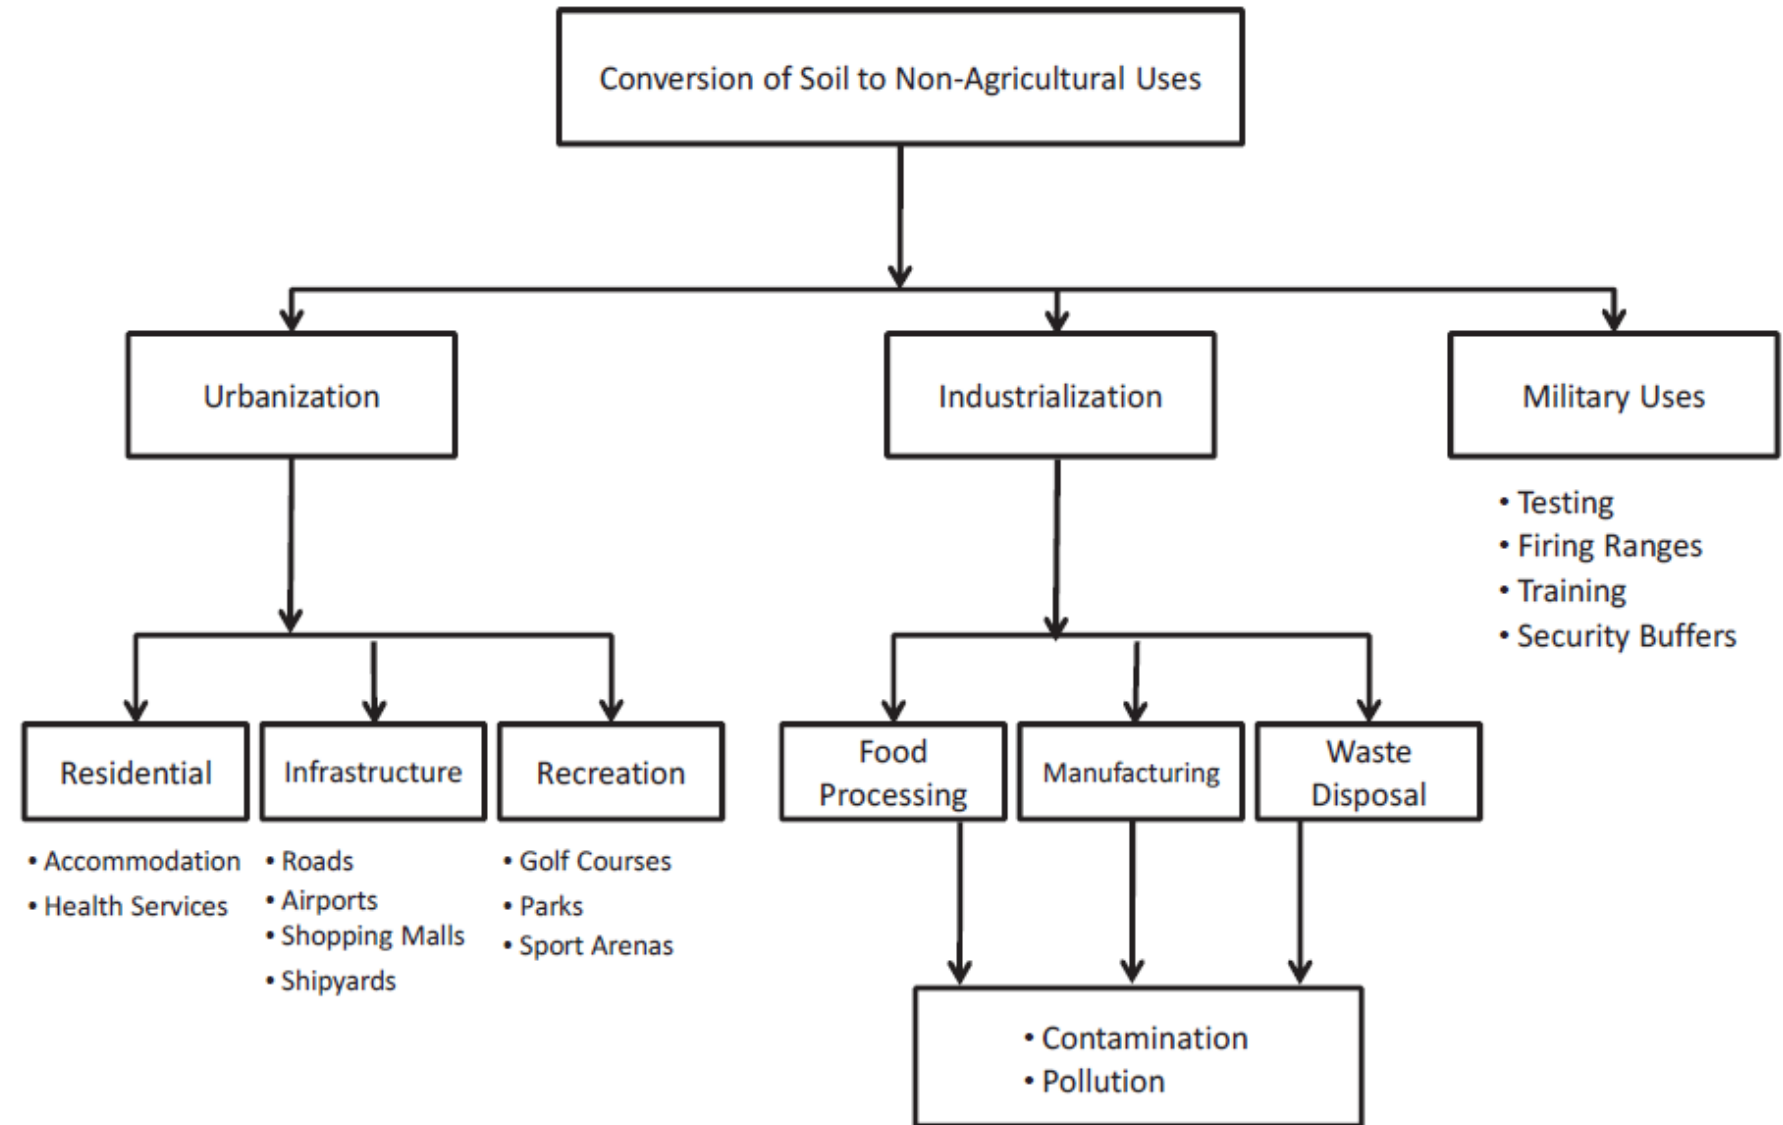 Conversion of Soil to Non-Agricultural Uses
Urbanization
Industrialization
Military Uses
• Testing
• Firing Ranges
• Training
• Security Buffers
Residential
Infrastructure
Recreation
Food
Processing
Manufacturing
Waste
Disposal
• Accommodation
• Health Services
• Roads
• Airports
• Shopping Malls
• Shipyards
• Golf Courses
• Parks
• Sport Arenas
• Contamination
• Pollution